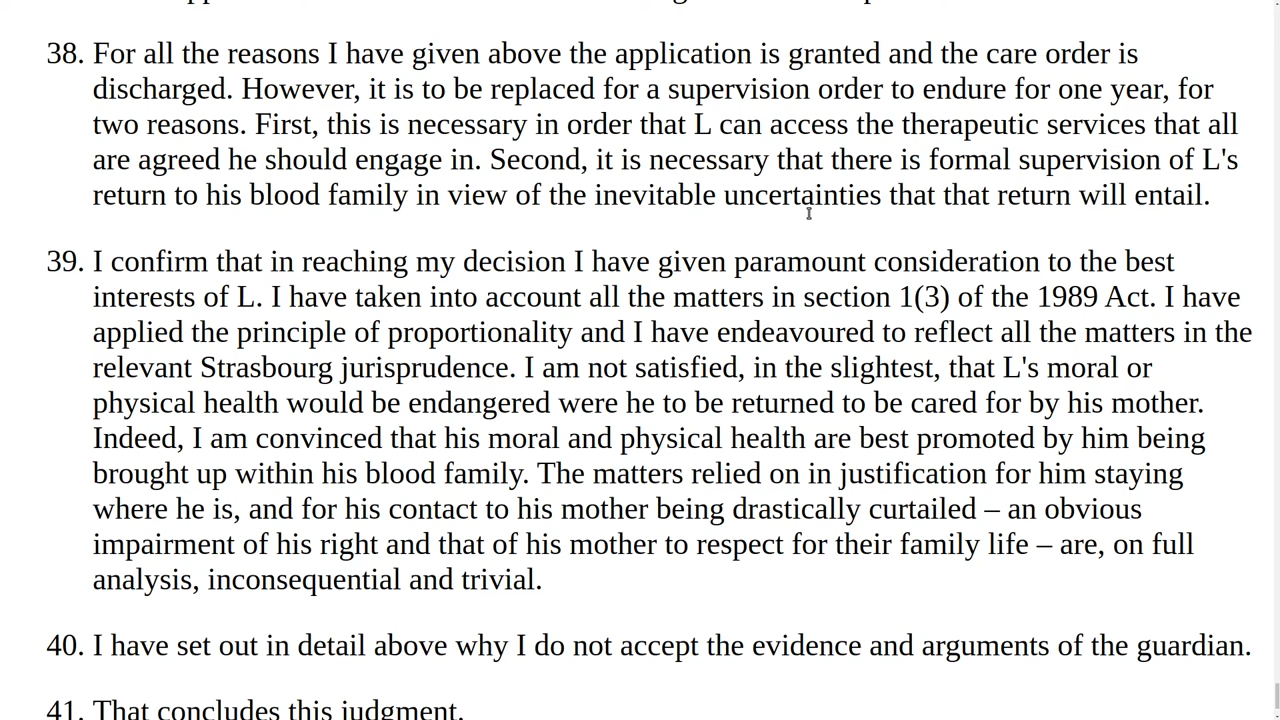 38. For all the reasons I have given above the application is granted and the care order is
discharged. However, it is to be replaced for a supervision order to endure for one year, for
two reasons. First, this is necessary in order that L can access the therapeutic services that all
are agreed he should engage in. Second, it is necessary that there is formal supervision of L's
return to his blood family in view of the inevitable uncertainties that that return will entail.
39. I confirm that in reaching my decision I have given paramount consideration to the best
interests of L. I have taken into account all the matters in section 1(3) of the 1989 Act. I have
applied the principle of proportionality and I have endeavoured to reflect all the matters in the
relevant Strasbourg jurisprudence. I am not satisfied, in the slightest, that L's moral or
physical health would be endangered were he to be returned to be cared for by his mother.
Indeed, I am convinced that his moral and physical health are best promoted by him being
brought up within his blood family. The matters relied on in justification for him staying
where he is, and for his contact to his mother being drastically curtailed – an obvious
impairment of his right and that of his mother to respect for their family life – are, on full
analysis, inconsequential and trivial.
40. I have set out in detail above why I do not accept the evidence and arguments of the guardian.
41. That concludes this judgment.